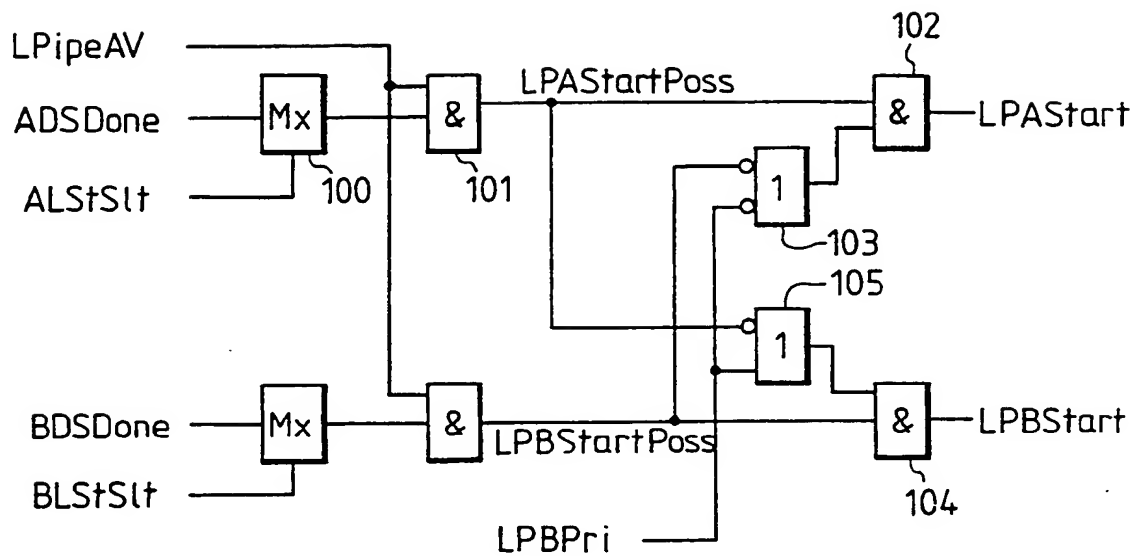 LPipeAV
ADSDone
ALStSlt
Mx
100
&
101
LPAStartPoss
102
&
LPAStart
1
103
105
1
BDSDone
BLStSlt
Mx
&
LPBStartPoss
&
104
LPBStart
LPBPri